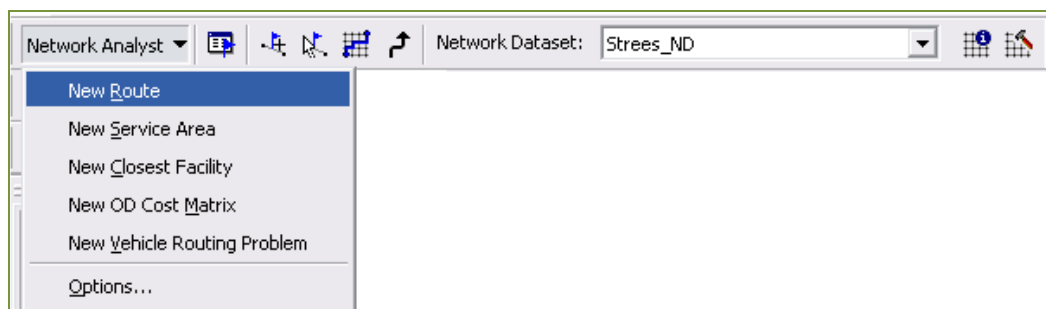 Network Analyst Network Dataset: Strees_ND
New Route
New Service Area
New Closest Facility
New OD Cost Matrix
New Vehicle Routing Problem
Options...